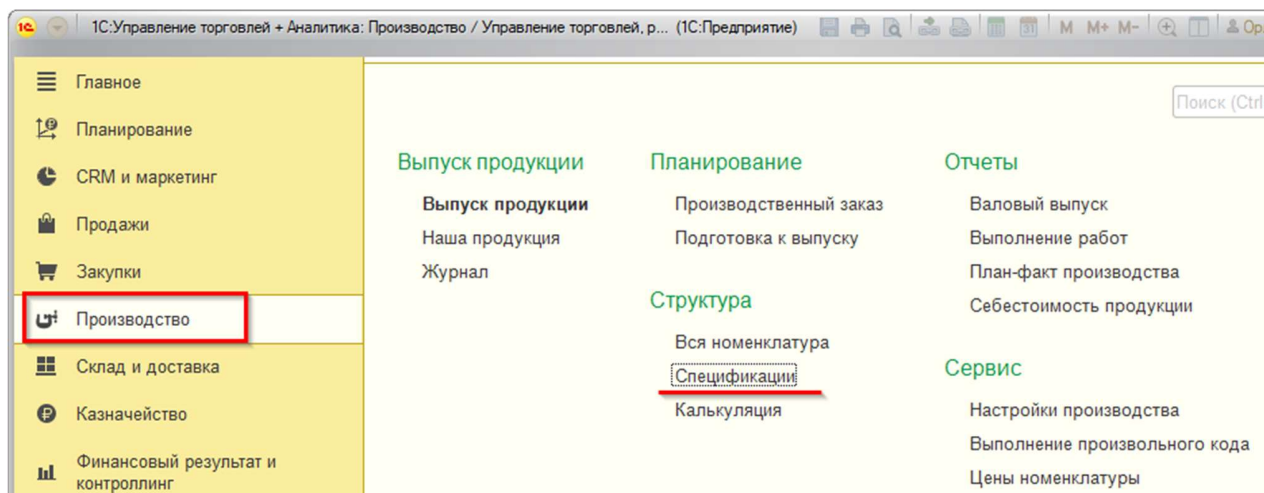 1С:Управление торговлей + Аналитика: Производство / Управление торговлей, р... (1С:Предприятие) М М+ М- Ор
Главное
Планирование
CRM и маркетинг
Продажи
Закупки
Производство
Склад и доставка
Казначейство
Финансовый результат и
контроллинг
Поиск (Ctrl
Выпуск продукции
Выпуск продукции
Наша продукция
Журнал
Планирование
Производственный заказ
Подготовка к выпуску
Структура
Вся номенклатура
Спецификации
Калькуляция
Отчеты
Валовый выпуск
Выполнение работ
План-факт производства
Себестоимость продукции
Сервис
Настройки производства
Выполнение произвольного кода
Цены номенклатуры